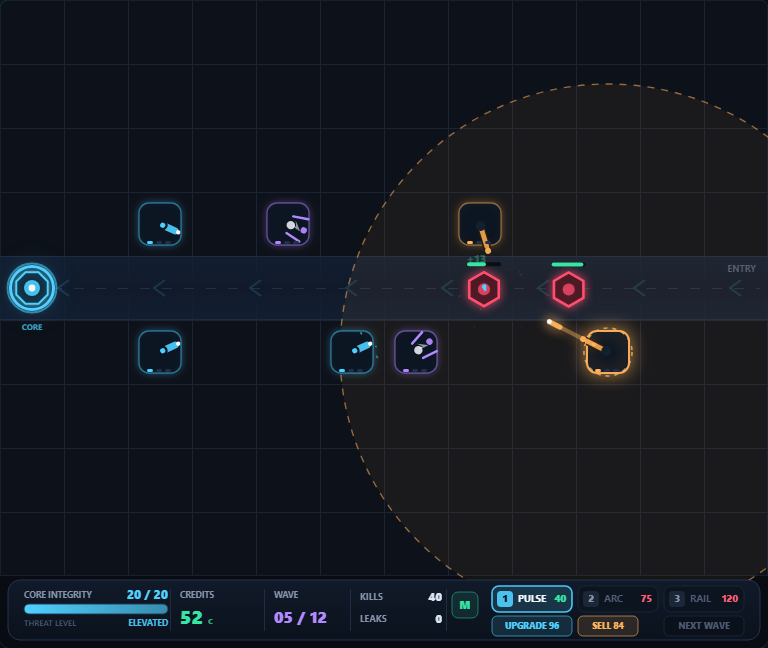 +13
ENTRY
CORE
CORE INTEGRITY 20 / 20
THREAT LEVEL ELEVATED
CREDITS
52 C
WAVE
05 / 12
KILLS 40
LEAKS 0
M
1 PULSE 40
2 ARC 75
3 RAIL 120
UPGRADE 96
SELL 84
NEXT WAVE